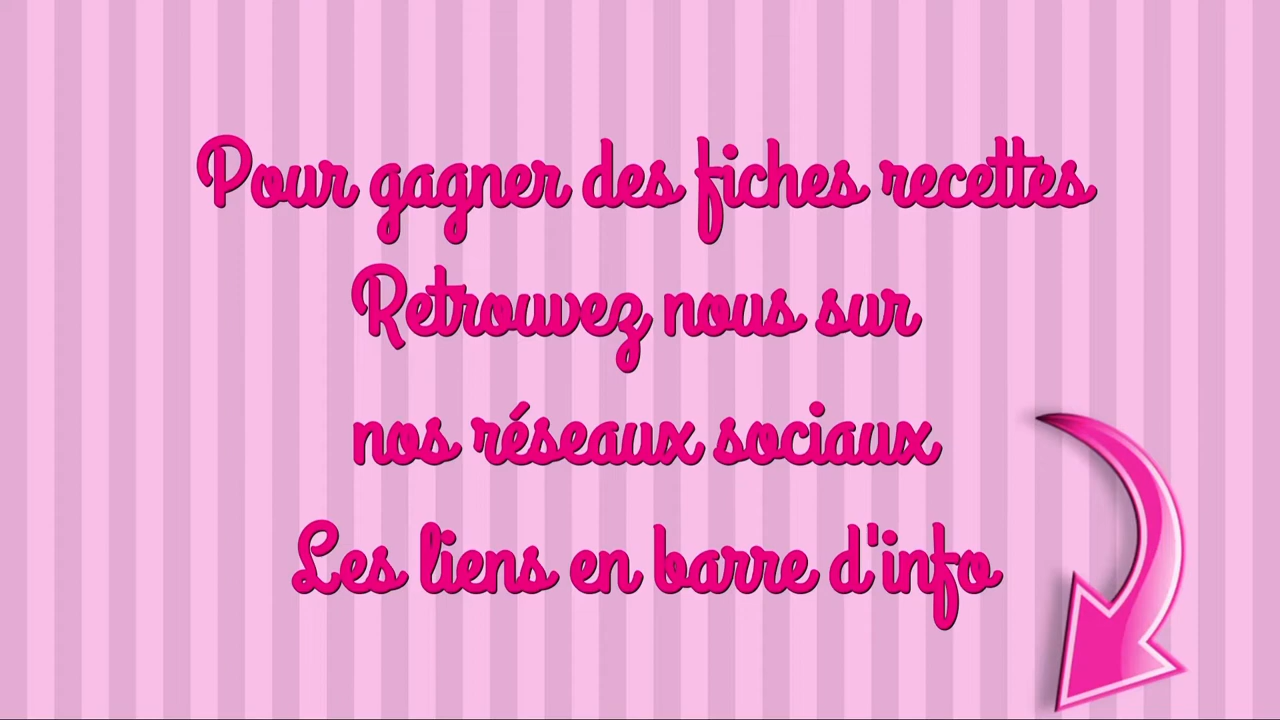 Pour gagner des fiches recettes
Retrouvez nous sur
nos réseaux sociaux
Les liens en barre d'info